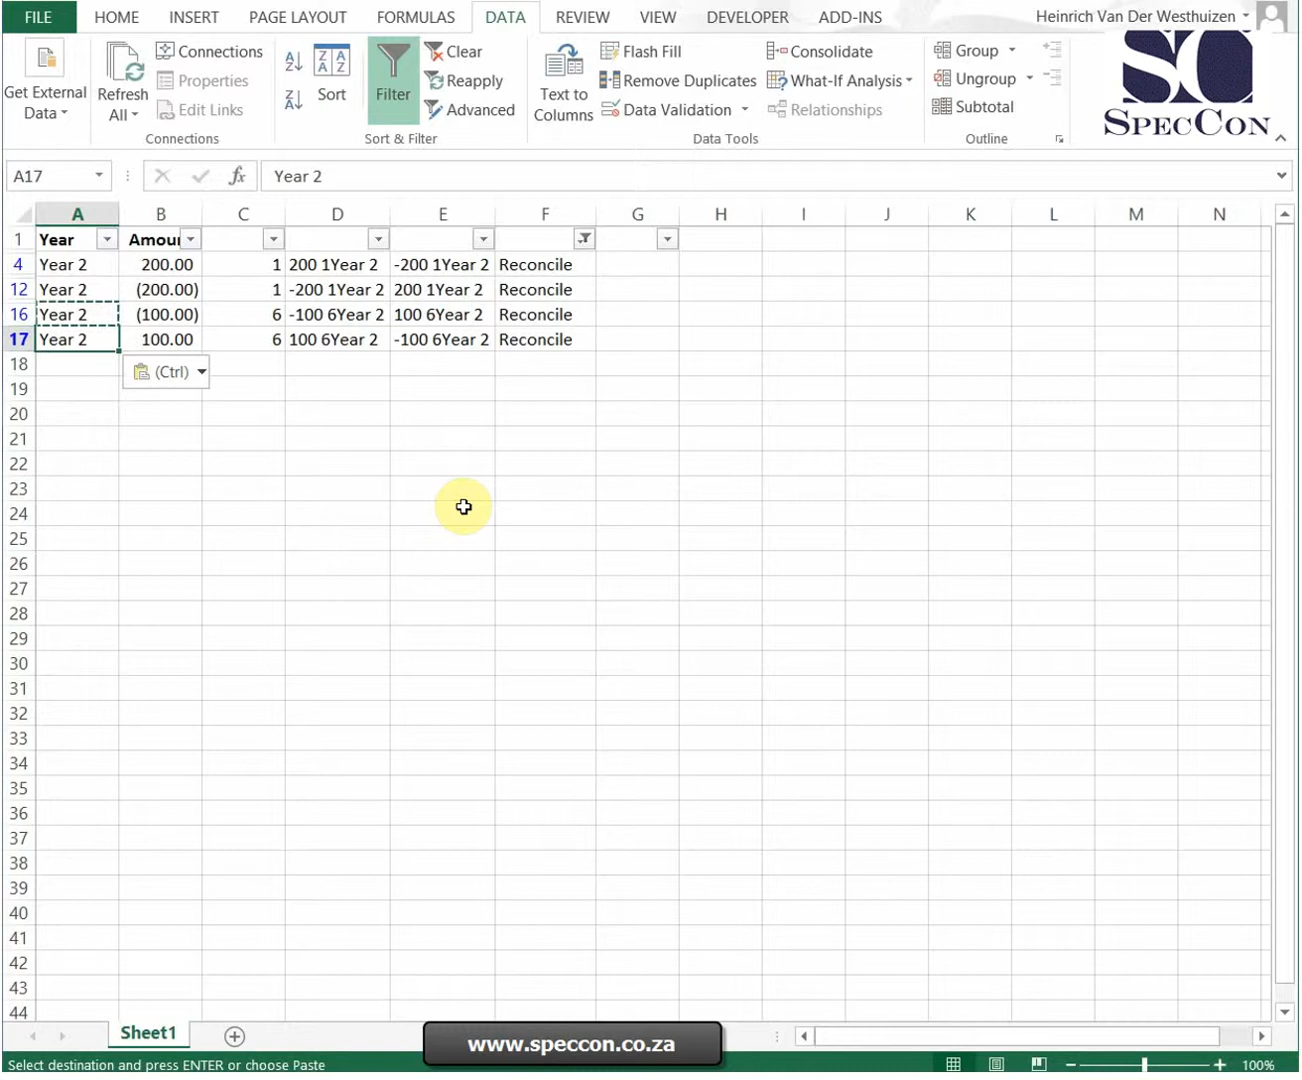 FILE HOME INSERT PAGE LAYOUT FORMULAS DATA REVIEW VIEW DEVELOPER ADD-INS Heinrich Van Der Westhuizen
Get External Data
Refresh All
Connections
Properties
Edit Links
Connections
Sort
Filter
Clear
Reapply
Advanced
Sort & Filter
Text to Columns
Flash Fill
Remove Duplicates
Data Validation
Consolidate
What-If Analysis
Relationships
Data Tools
Group
Ungroup
Subtotal
Outline
SC
SPECCON
A17 fx Year 2
A B C D E F G H I J K L M N
1 Year Amour
4 Year 2 200.00 1 200 1Year 2 -200 1Year 2 Reconcile
12 Year 2 (200.00) 1 -200 1Year 2 200 1Year 2 Reconcile
16 Year 2 (100.00) 6 -100 6Year 2 100 6Year 2 Reconcile
17 Year 2 100.00 6 100 6Year 2 -100 6Year 2 Reconcile
18 (Ctrl)
19
20
21
22
23
24
25
26
27
28
29
30
31
32
33
34
35
36
37
38
39
40
41
42
43
44
Sheet1
www.speccon.co.za
Select destination and press ENTER or choose Paste 100%